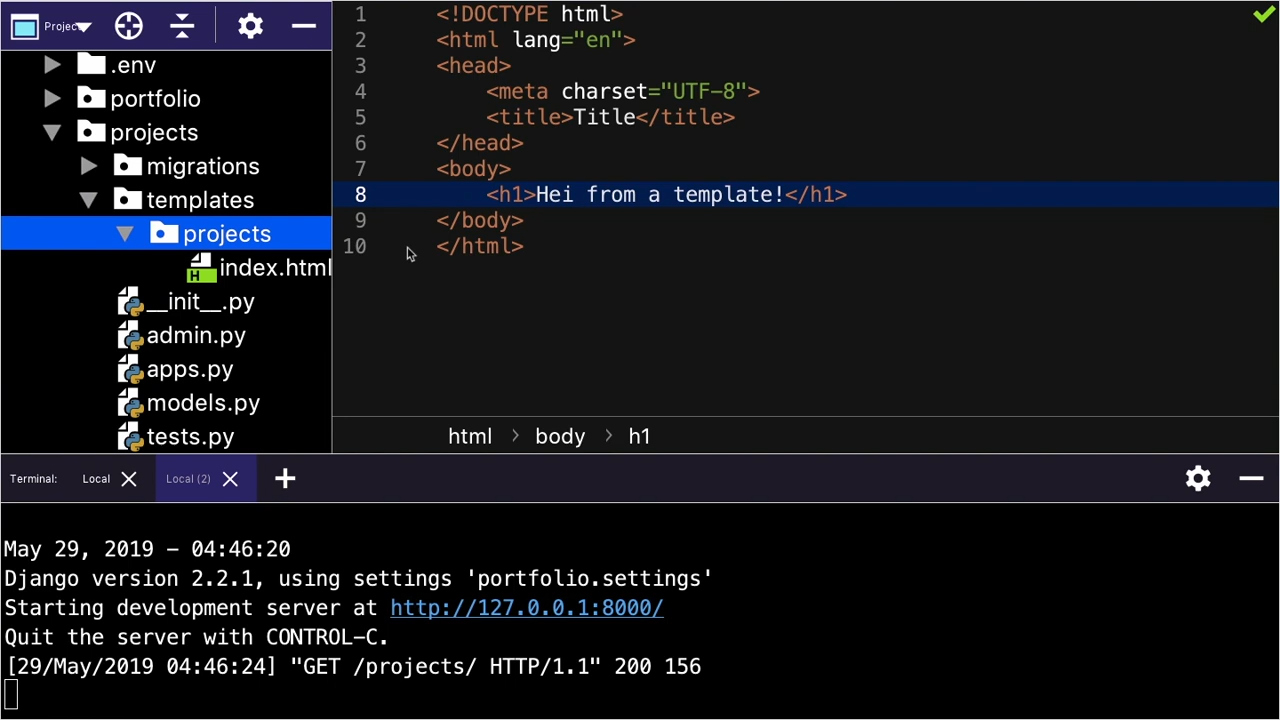 Projec
.env
portfolio
projects
migrations
templates
projects
index.html
__init__.py
admin.py
apps.py
models.py
tests.py
1 <!DOCTYPE html>
2 <html lang="en">
3 <head>
4 <meta charset="UTF-8">
5 <title>Title</title>
6 </head>
7 <body>
8 <h1>Hei from a template!</h1>
9 </body>
10 </html>
html > body > h1
Terminal: Local Local (2)
May 29, 2019 - 04:46:20
Django version 2.2.1, using settings 'portfolio.settings'
Starting development server at http://127.0.0.1:8000/
Quit the server with CONTROL-C.
[29/May/2019 04:46:24] "GET /projects/ HTTP/1.1" 200 156